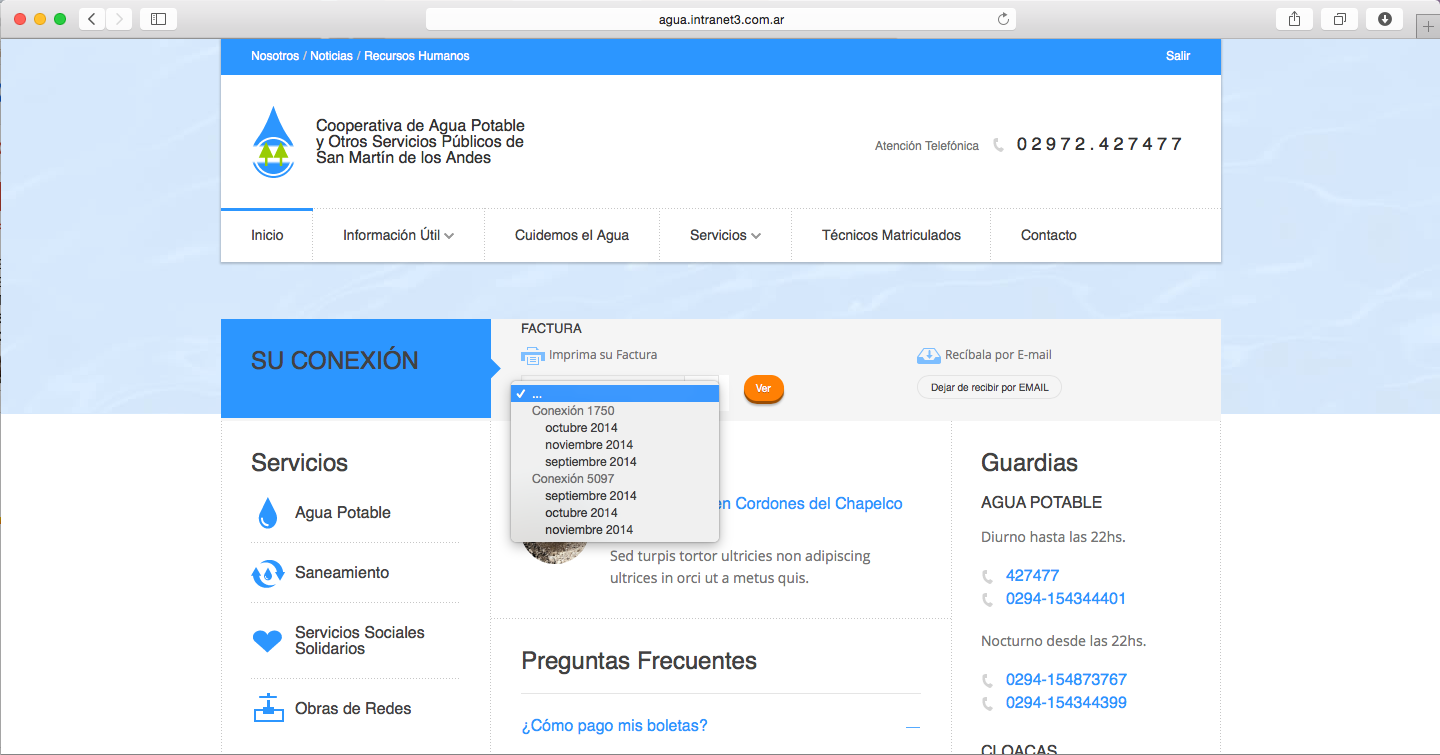 agua.intranet3.com.ar
Nosotros / Noticias / Recursos Humanos
Salir
Cooperativa de Agua Potable
y Otros Servicios Públicos de
San Martín de los Andes
Atención Telefónica
02972.427477
Inicio
Información Útil
Cuidemos el Agua
Servicios
Técnicos Matriculados
Contacto
SU CONEXIÓN
FACTURA
Imprima su Factura
Ver
Recíbala por E-mail
Dejar de recibir por EMAIL
...
Conexión 1750
octubre 2014
noviembre 2014
septiembre 2014
Conexión 5097
septiembre 2014
octubre 2014
noviembre 2014
Servicios
Agua Potable
Saneamiento
Servicios Sociales
Solidarios
Obras de Redes
en Cordones del Chapelco
Sed turpis tortor ultricies non adipiscing
ultrices in orci ut a metus quis.
Preguntas Frecuentes
¿Cómo pago mis boletas?
Guardias
AGUA POTABLE
Diurno hasta las 22hs.
427477
0294-154344401
Nocturno desde las 22hs.
0294-154873767
0294-154344399
CLOACAS